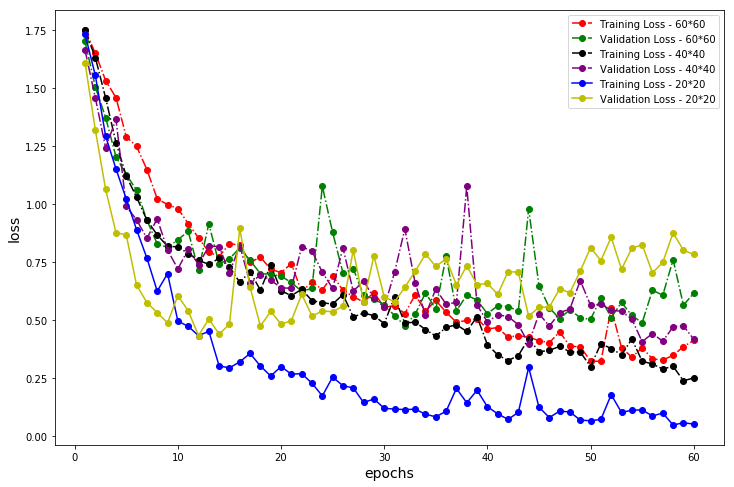 1.75
1.50
1.25
1.00
0.75
0.50
0.25
0.00
loss
0 10 20 30 40 50 60
epochs
Training Loss - 60*60
Validation Loss - 60*60
Training Loss - 40*40
Validation Loss - 40*40
Training Loss - 20*20
Validation Loss - 20*20